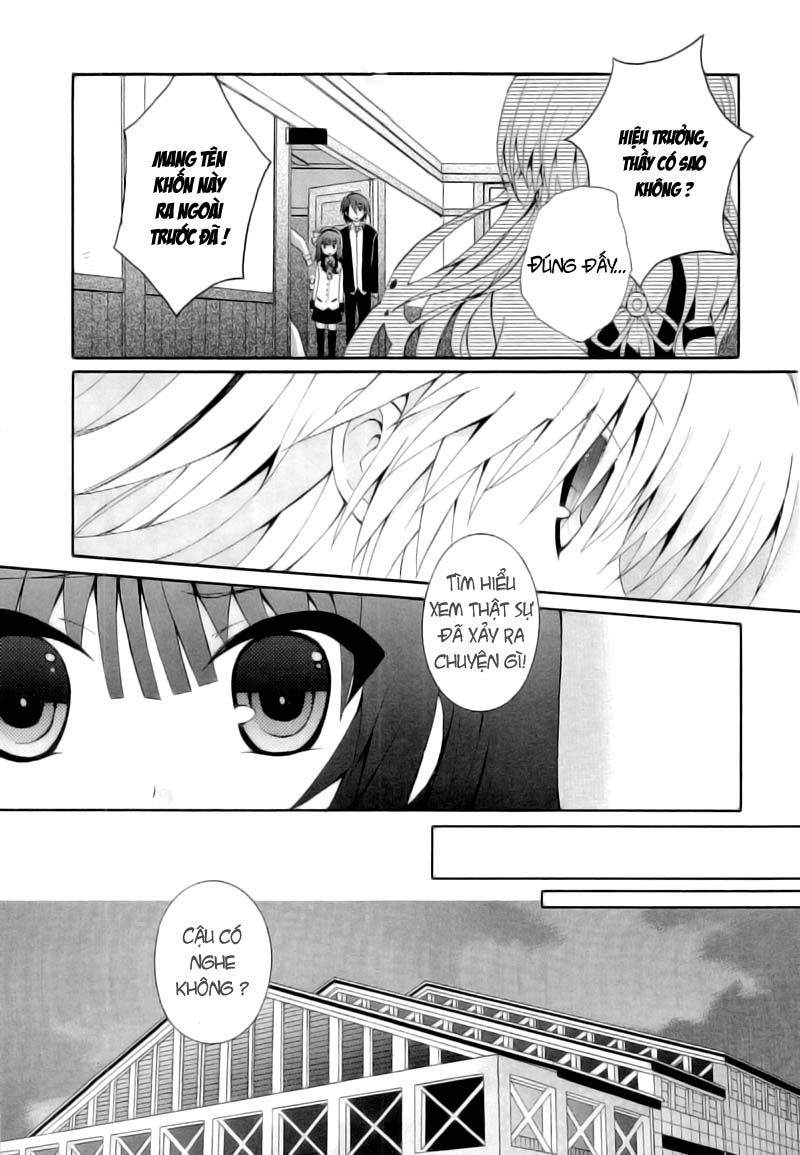 HIỆU TRƯỞNG,
THẦY CÓ SAO
KHÔNG ?
ĐÚNG ĐẤY...
MANG TÊN
KHỐN NÀY
RA NGOÀI
TRƯỚC ĐÃ !
TÌM HIỂU
XEM THẬT SỰ
ĐÃ XẢY RA
CHUYỆN GÌ!
CẬU CÓ
NGHE
KHÔNG ?